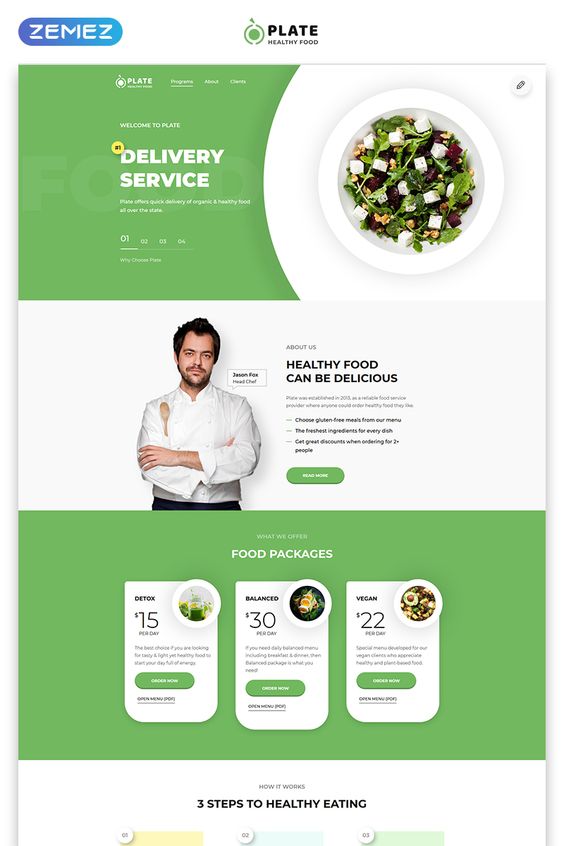 ZEMEZ
PLATE
HEALTHY FOOD
PLATE
HEALTHY FOOD
Programs About Clients
WELCOME TO PLATE
FOOD
#1
DELIVERY
SERVICE
Plate offers quick delivery of organic & healthy food
all over the state.
01 02 03 04
Why Choose Plate
Jason Fox
Head Chef
ABOUT US
HEALTHY FOOD
CAN BE DELICIOUS
Plate was established in 2013, as a reliable food service
provider where anyone could order healthy food they like.
Choose gluten-free meals from our menu
The freshest ingredients for every dish
Get great discounts when ordering for 2+
people
READ MORE
WHAT WE OFFER
FOOD PACKAGES
DETOX
$15
PER DAY
The best choice if you are looking
for tasty & light yet healthy food to
start your day full of energy.
ORDER NOW
OPEN MENU (PDF)
BALANCED
$30
PER DAY
If you need daily balanced menu
including breakfast & dinner, then
Balanced package is what you
need!
ORDER NOW
OPEN MENU (PDF)
VEGAN
$22
PER DAY
Special menu developed for our
vegan clients who appreciate
healthy and plant-based food.
ORDER NOW
OPEN MENU (PDF)
HOW IT WORKS
3 STEPS TO HEALTHY EATING
01 02 03